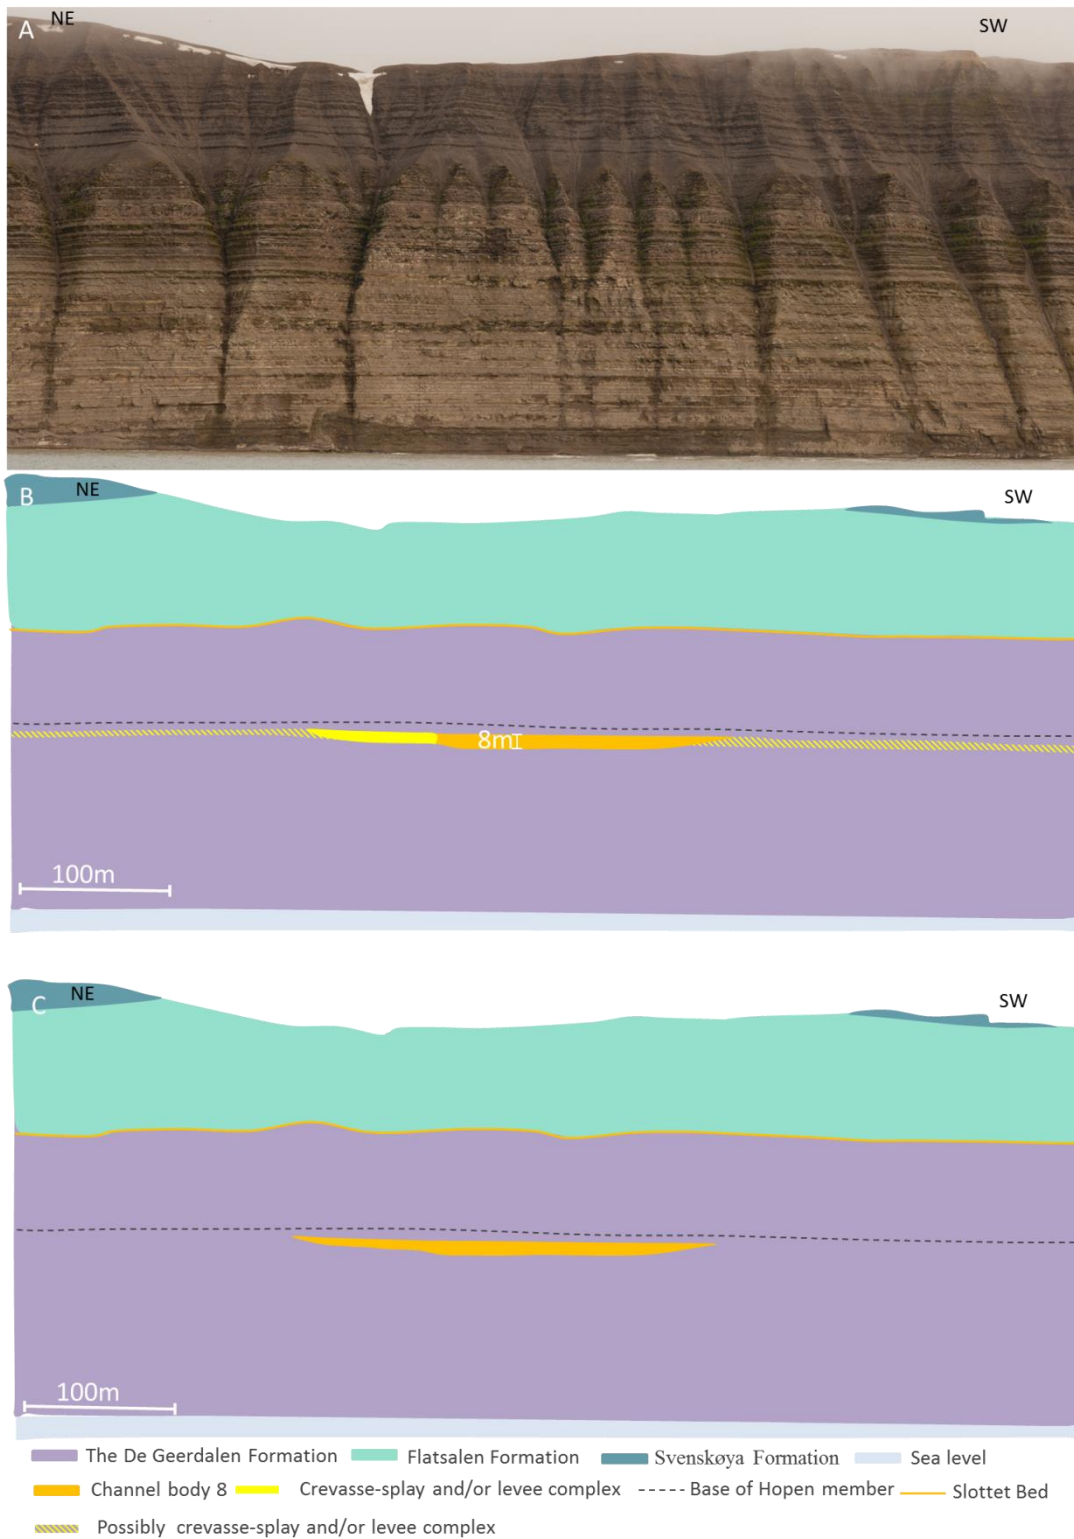 A
NE
SW
B
NE
SW
8m
100m
C
NE
SW
100m
The De Geerdalen Formation Flatsalen Formation Svenskøya Formation Sea level
Channel body 8 Crevasse-splay and/or levee complex Base of Hopen member Slottet Bed
Possibly crevasse-splay and/or levee complex